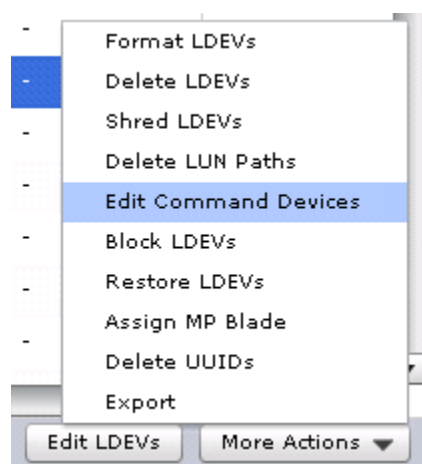 Format LDEVs
Delete LDEVs
Shred LDEVs
Delete LUN Paths
Edit Command Devices
Block LDEVs
Restore LDEVs
Assign MP Blade
Delete UUIDs
Export
Edit LDEVs More Actions